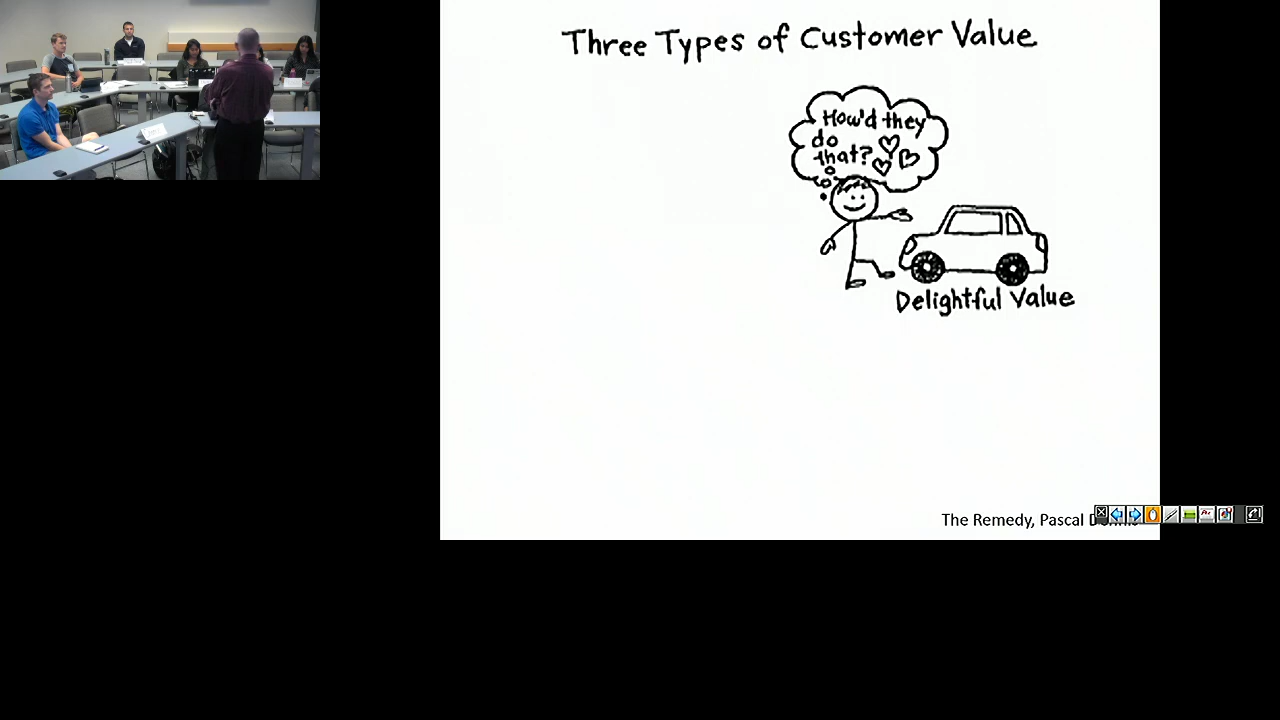 Three Types of Customer Value
How'd they
do
that?
Delightful Value
The Remedy, Pascal